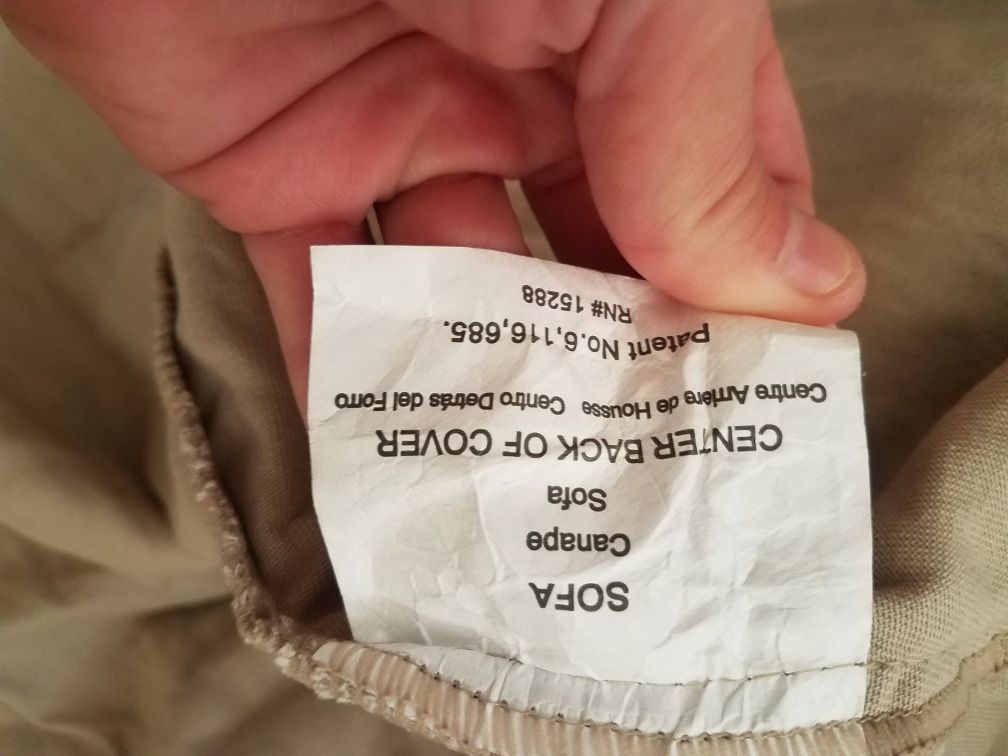 SOFA
Canape
Sofa
CENTER BACK OF COVER
Centre Arrière de Housse Centro Detrás del Forro
Patent No.6,116,685.
RN# 15288